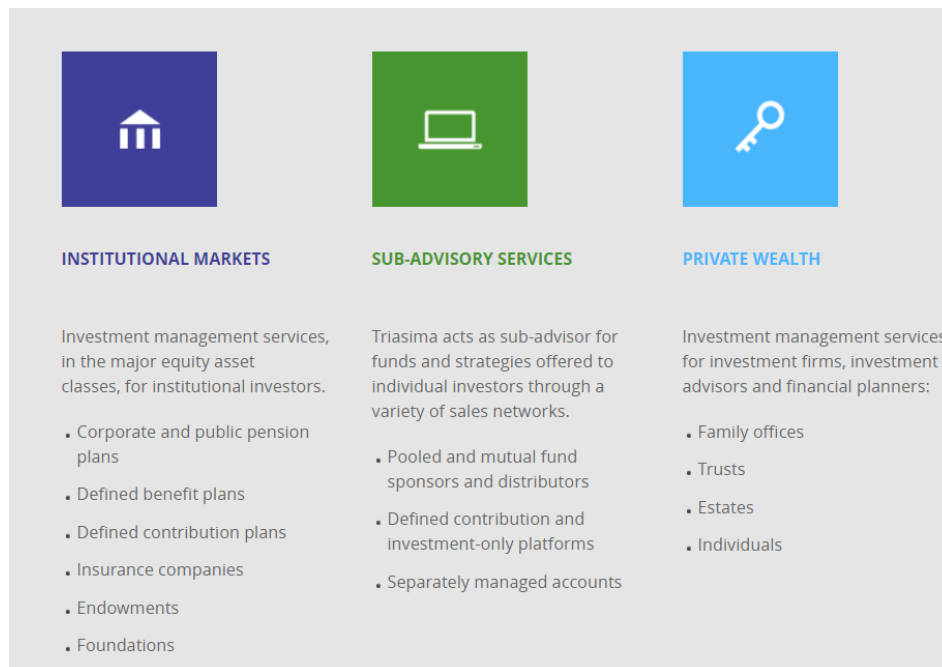 INSTITUTIONAL MARKETS
Investment management services,
in the major equity asset
classes, for institutional investors.
Corporate and public pension
plans
Defined benefit plans
Defined contribution plans
Insurance companies
Endowments
Foundations
SUB-ADVISORY SERVICES
Triasima acts as sub-advisor for
funds and strategies offered to
individual investors through a
variety of sales networks.
Pooled and mutual fund
sponsors and distributors
Defined contribution and
investment-only platforms
Separately managed accounts
PRIVATE WEALTH
Investment management services
for investment firms, investment
advisors and financial planners:
Family offices
Trusts
Estates
Individuals